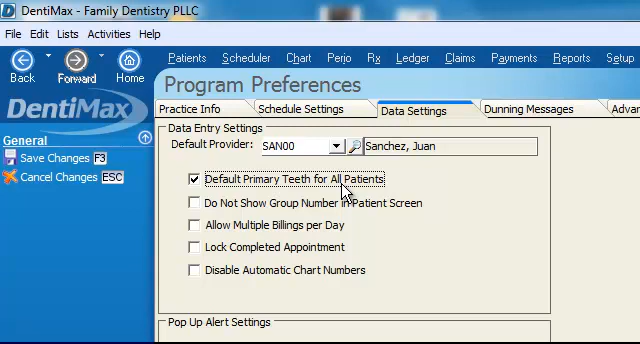 DentiMax - Family Dentistry PLLC
File Edit Lists Activities Help
Back Forward Home
Patients Scheduler Chart Perio Rx Ledger Claims Payments Reports Setup
Program Preferences
DentiMax
Practice Info Schedule Settings Data Settings Dunning Messages Advan
General
Save Changes F3
Cancel Changes ESC
Data Entry Settings
Default Provider: SAN00 Sanchez, Juan
Default Primary Teeth for All Patients
Do Not Show Group Number in Patient Screen
Allow Multiple Billings per Day
Lock Completed Appointment
Disable Automatic Chart Numbers
Pop Up Alert Settings